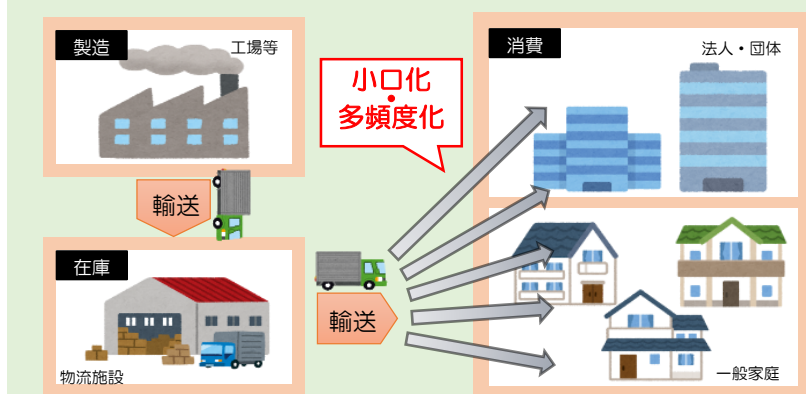 製造
工場等
輸送
在庫
物流施設
小口化
・
多頻度化
輸送
消費
法人・団体
一般家庭